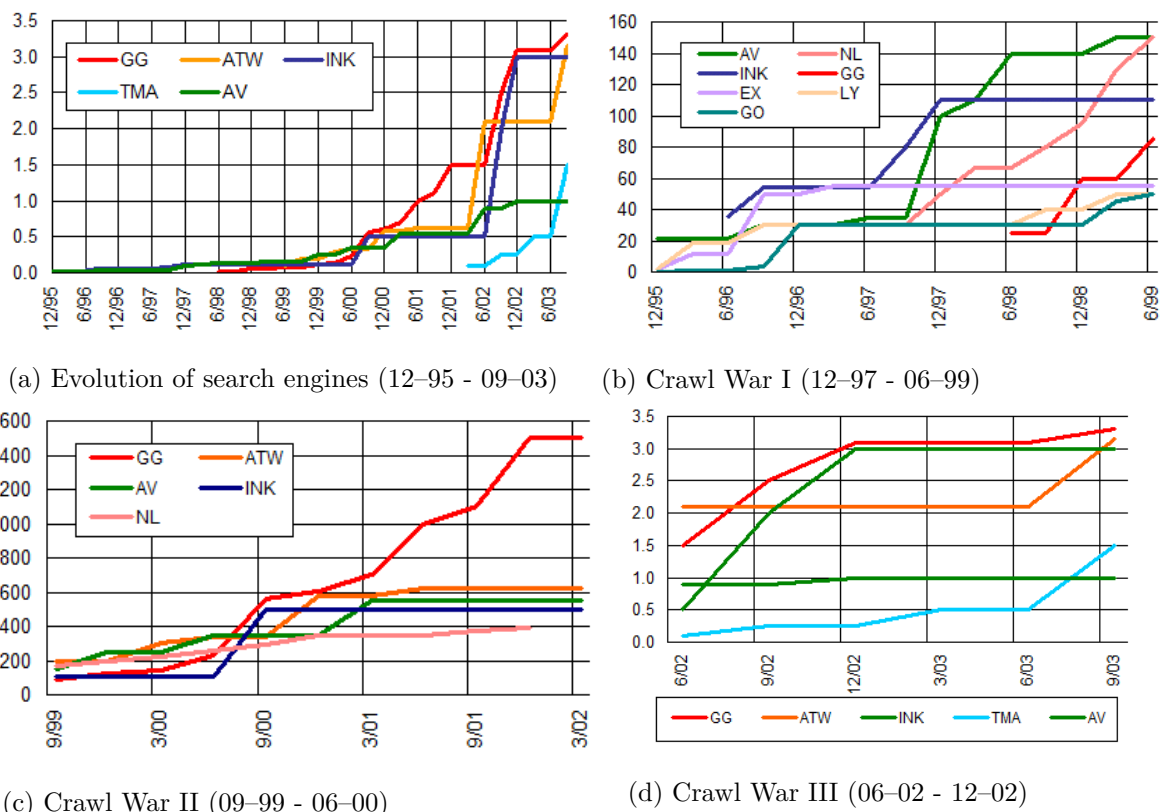 3.5
3.0
2.5
2.0
1.5
1.0
0.5
0.0
GG ATW INK
TMA AV
12/95 6/96 12/96 6/97 12/97 6/98 12/98 6/99 12/99 6/00 12/00 6/01 12/01 6/02 12/02 6/03
(a) Evolution of search engines (12–95 - 09–03)
160
140
120
100
80
60
40
20
0
AV NL
INK GG
EX LY
GO
12/95 6/96 12/96 6/97 12/97 6/98 12/98 6/99
(b) Crawl War I (12–97 - 06–99)
600
400
200
000
800
600
400
200
0
GG ATW
AV INK
NL
9/99 3/00 9/00 3/01 9/01 3/02
(c) Crawl War II (09–99 - 06–00)
3.5
3.0
2.5
2.0
1.5
1.0
0.5
0.0
6/02 9/02 12/02 3/03 6/03 9/03
GG ATW INK TMA AV
(d) Crawl War III (06–02 - 12–02)